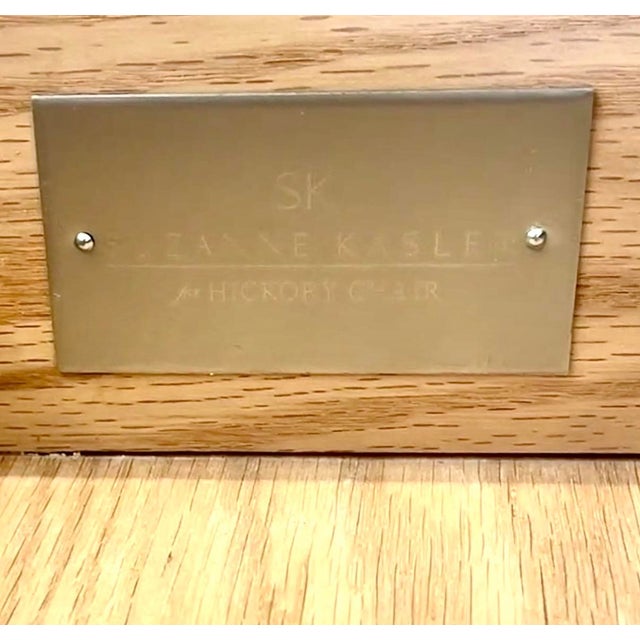 SK
SUZANNE KASLER
for HICKORY CHAIR